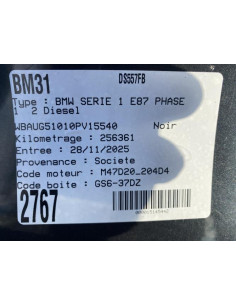 BM31 DS557FB
Type : BMW SERIE 1 E87 PHASE
1 2 Diesel
WBAUG51010PV15540 Noir
Kilometrage : 256361
Entree : 28/11/2025
Provenance : Societe
Code moteur : M47D20_204D4
Code boite : GS6-37DZ
2767